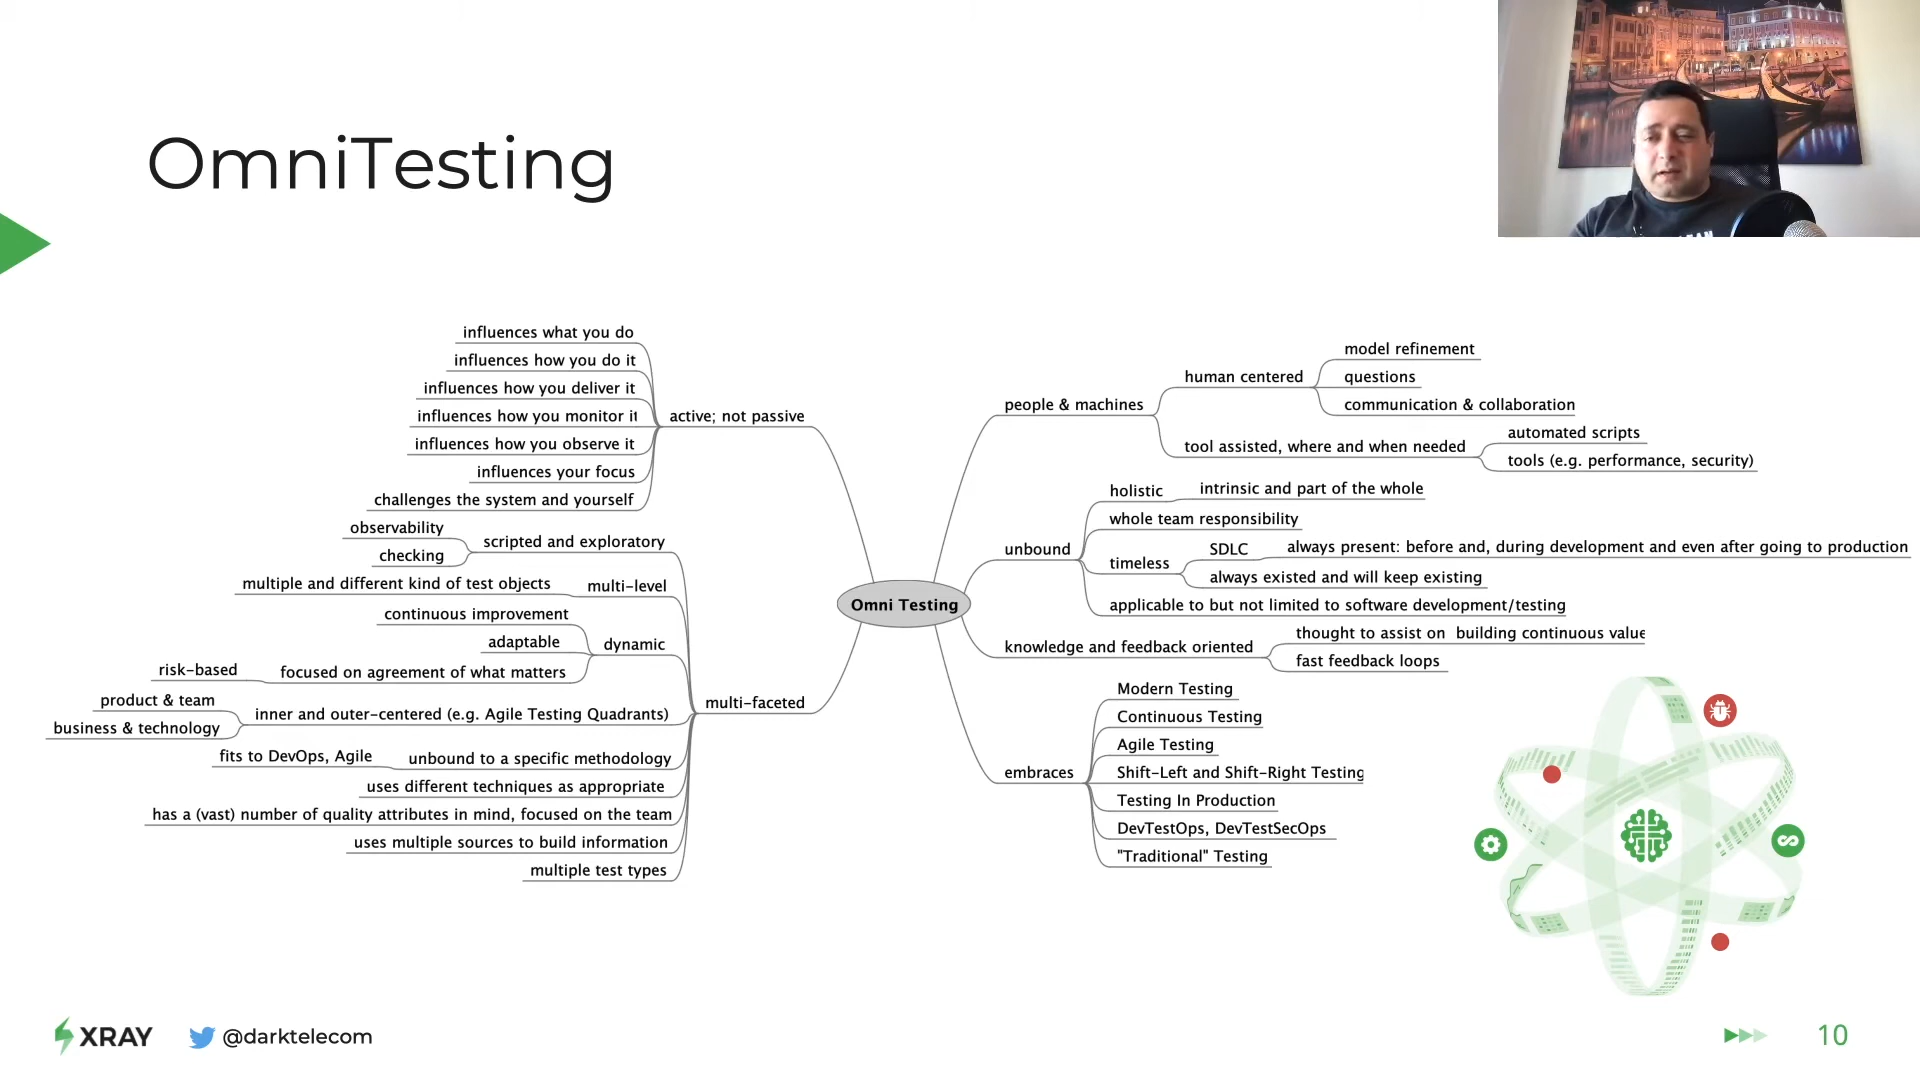 OmniTesting
influences what you do
influences how you do it
influences how you deliver it
influences how you monitor it
influences how you observe it
influences your focus
challenges the system and yourself
active; not passive
observability
checking
scripted and exploratory
multiple and different kind of test objects
multi-level
continuous improvement
adaptable
dynamic
risk-based
focused on agreement of what matters
product & team
business & technology
inner and outer-centered (e.g. Agile Testing Quadrants)
multi-faceted
fits to DevOps, Agile
unbound to a specific methodology
uses different techniques as appropriate
has a (vast) number of quality attributes in mind, focused on the team
uses multiple sources to build information
multiple test types
Omni Testing
people & machines
human centered
model refinement
questions
communication & collaboration
tool assisted, where and when needed
automated scripts
tools (e.g. performance, security)
unbound
holistic
intrinsic and part of the whole
whole team responsibility
timeless
SDLC
always present: before and, during development and even after going to production
always existed and will keep existing
applicable to but not limited to software development/testing
knowledge and feedback oriented
thought to assist on building continuous value
fast feedback loops
embraces
Modern Testing
Continuous Testing
Agile Testing
Shift-Left and Shift-Right Testing
Testing In Production
DevTestOps, DevTestSecOps
"Traditional" Testing
XRAY
@darktelecom
10